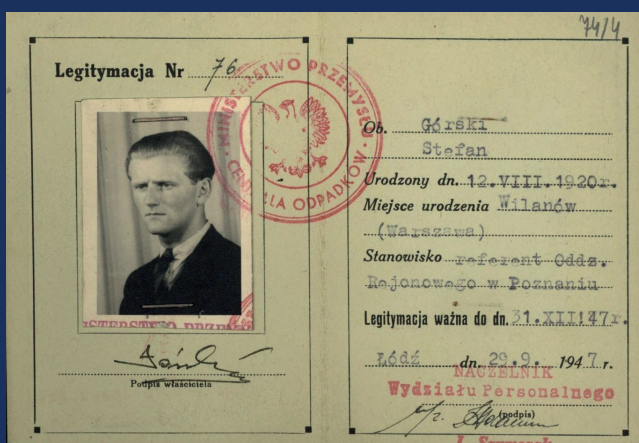 74/4
Legitymacja Nr 76
MINISTERSTWO PRZEMYSŁU
CENTRALA ODPADKÓW
ISTERSTWO PRZEM
Podpis właściciela
Ob. Górski
Stefan
Urodzony dn. 12.VIII.1920r.
Miejsce urodzenia Wilanów
(Warszawa)
Stanowisko referent Oddz.
Rejonowego w Poznaniu
Legitymacja ważna do dn. 31.XII.47r.
Łódź dn. 29.9. 1947 r.
NACZELNIK
Wydziału Personalnego
(podpis)